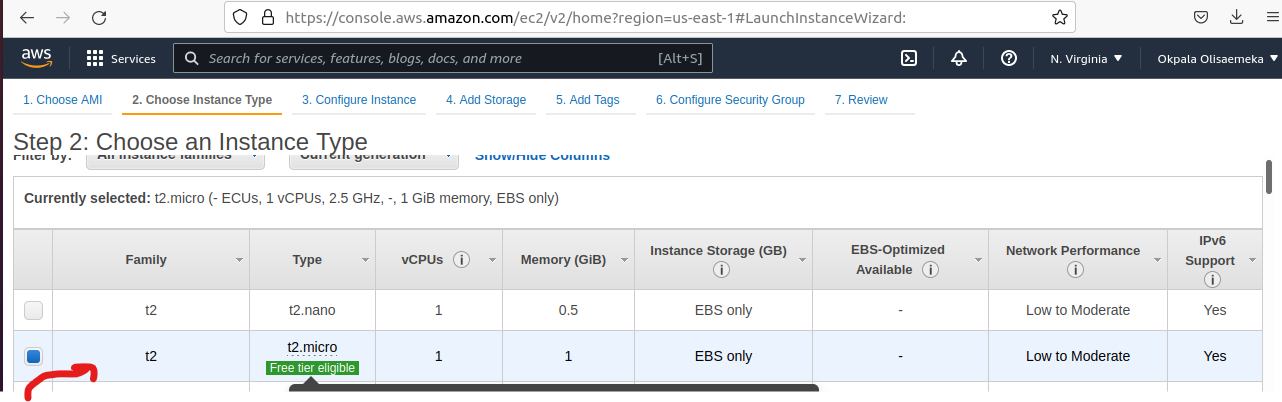 https://console.aws.amazon.com/ec2/v2/home?region=us-east-1#LaunchInstanceWizard:
aws Services Search for services, features, blogs, docs, and more [Alt+S] N. Virginia Okpala Olisaemeka
1. Choose AMI 2. Choose Instance Type 3. Configure Instance 4. Add Storage 5. Add Tags 6. Configure Security Group 7. Review
Step 2: Choose an Instance Type
Filter by: All instance families Current generation Show/Hide Columns
Currently selected: t2.micro (- ECUs, 1 vCPUs, 2.5 GHz, -, 1 GiB memory, EBS only)
Family Type vCPUs i Memory (GiB) Instance Storage (GB) i EBS-Optimized Available i Network Performance i IPv6 Support i
t2 t2.nano 1 0.5 EBS only - Low to Moderate Yes
t2 t2.micro 1 1 EBS only - Low to Moderate Yes
Free tier eligible